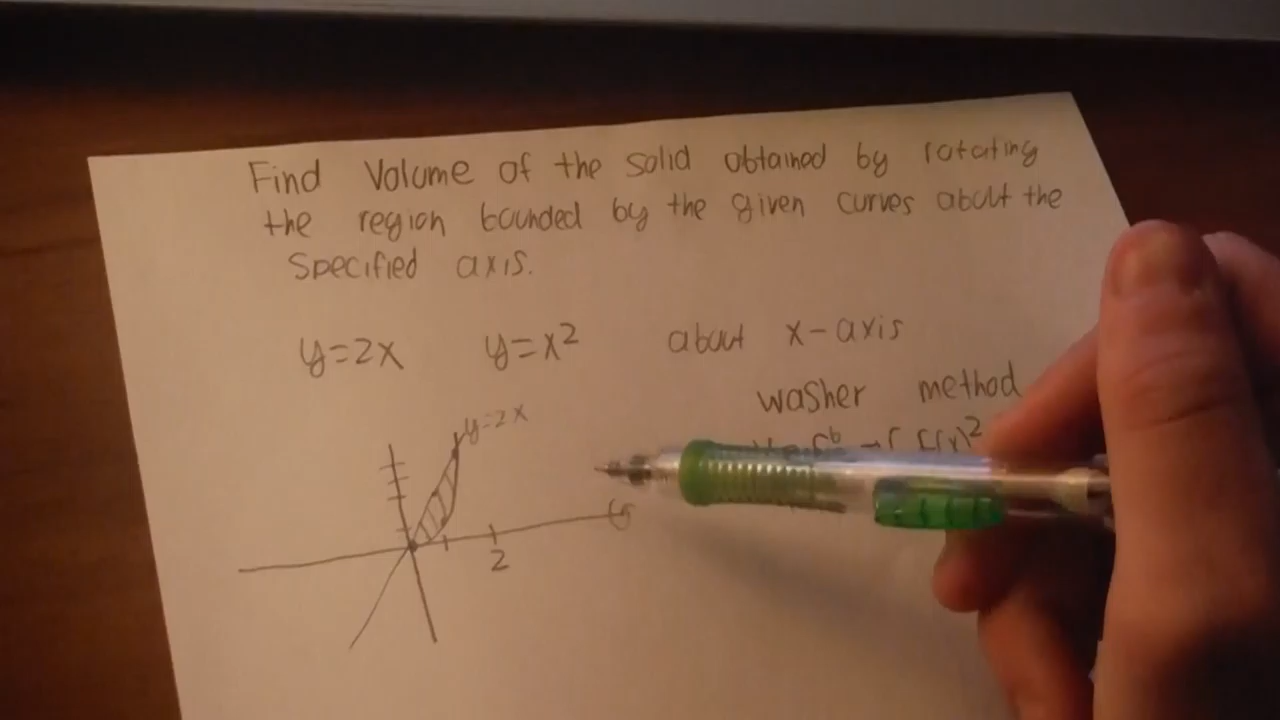 Find Volume of the solid obtained by rotating
the region bounded by the given curves about the
specified axis.
y=2x y=x² about x-axis
washer method
y=2x
2